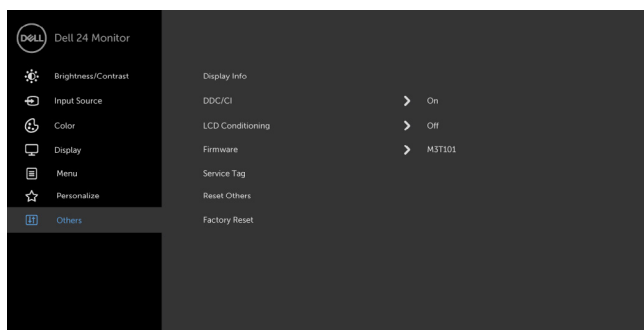 DELL Dell 24 Monitor
Brightness/Contrast
Display Info
Input Source
DDC/CI On
Color
LCD Conditioning Off
Display
Firmware M3T101
Menu
Service Tag
Personalize
Reset Others
Others
Factory Reset